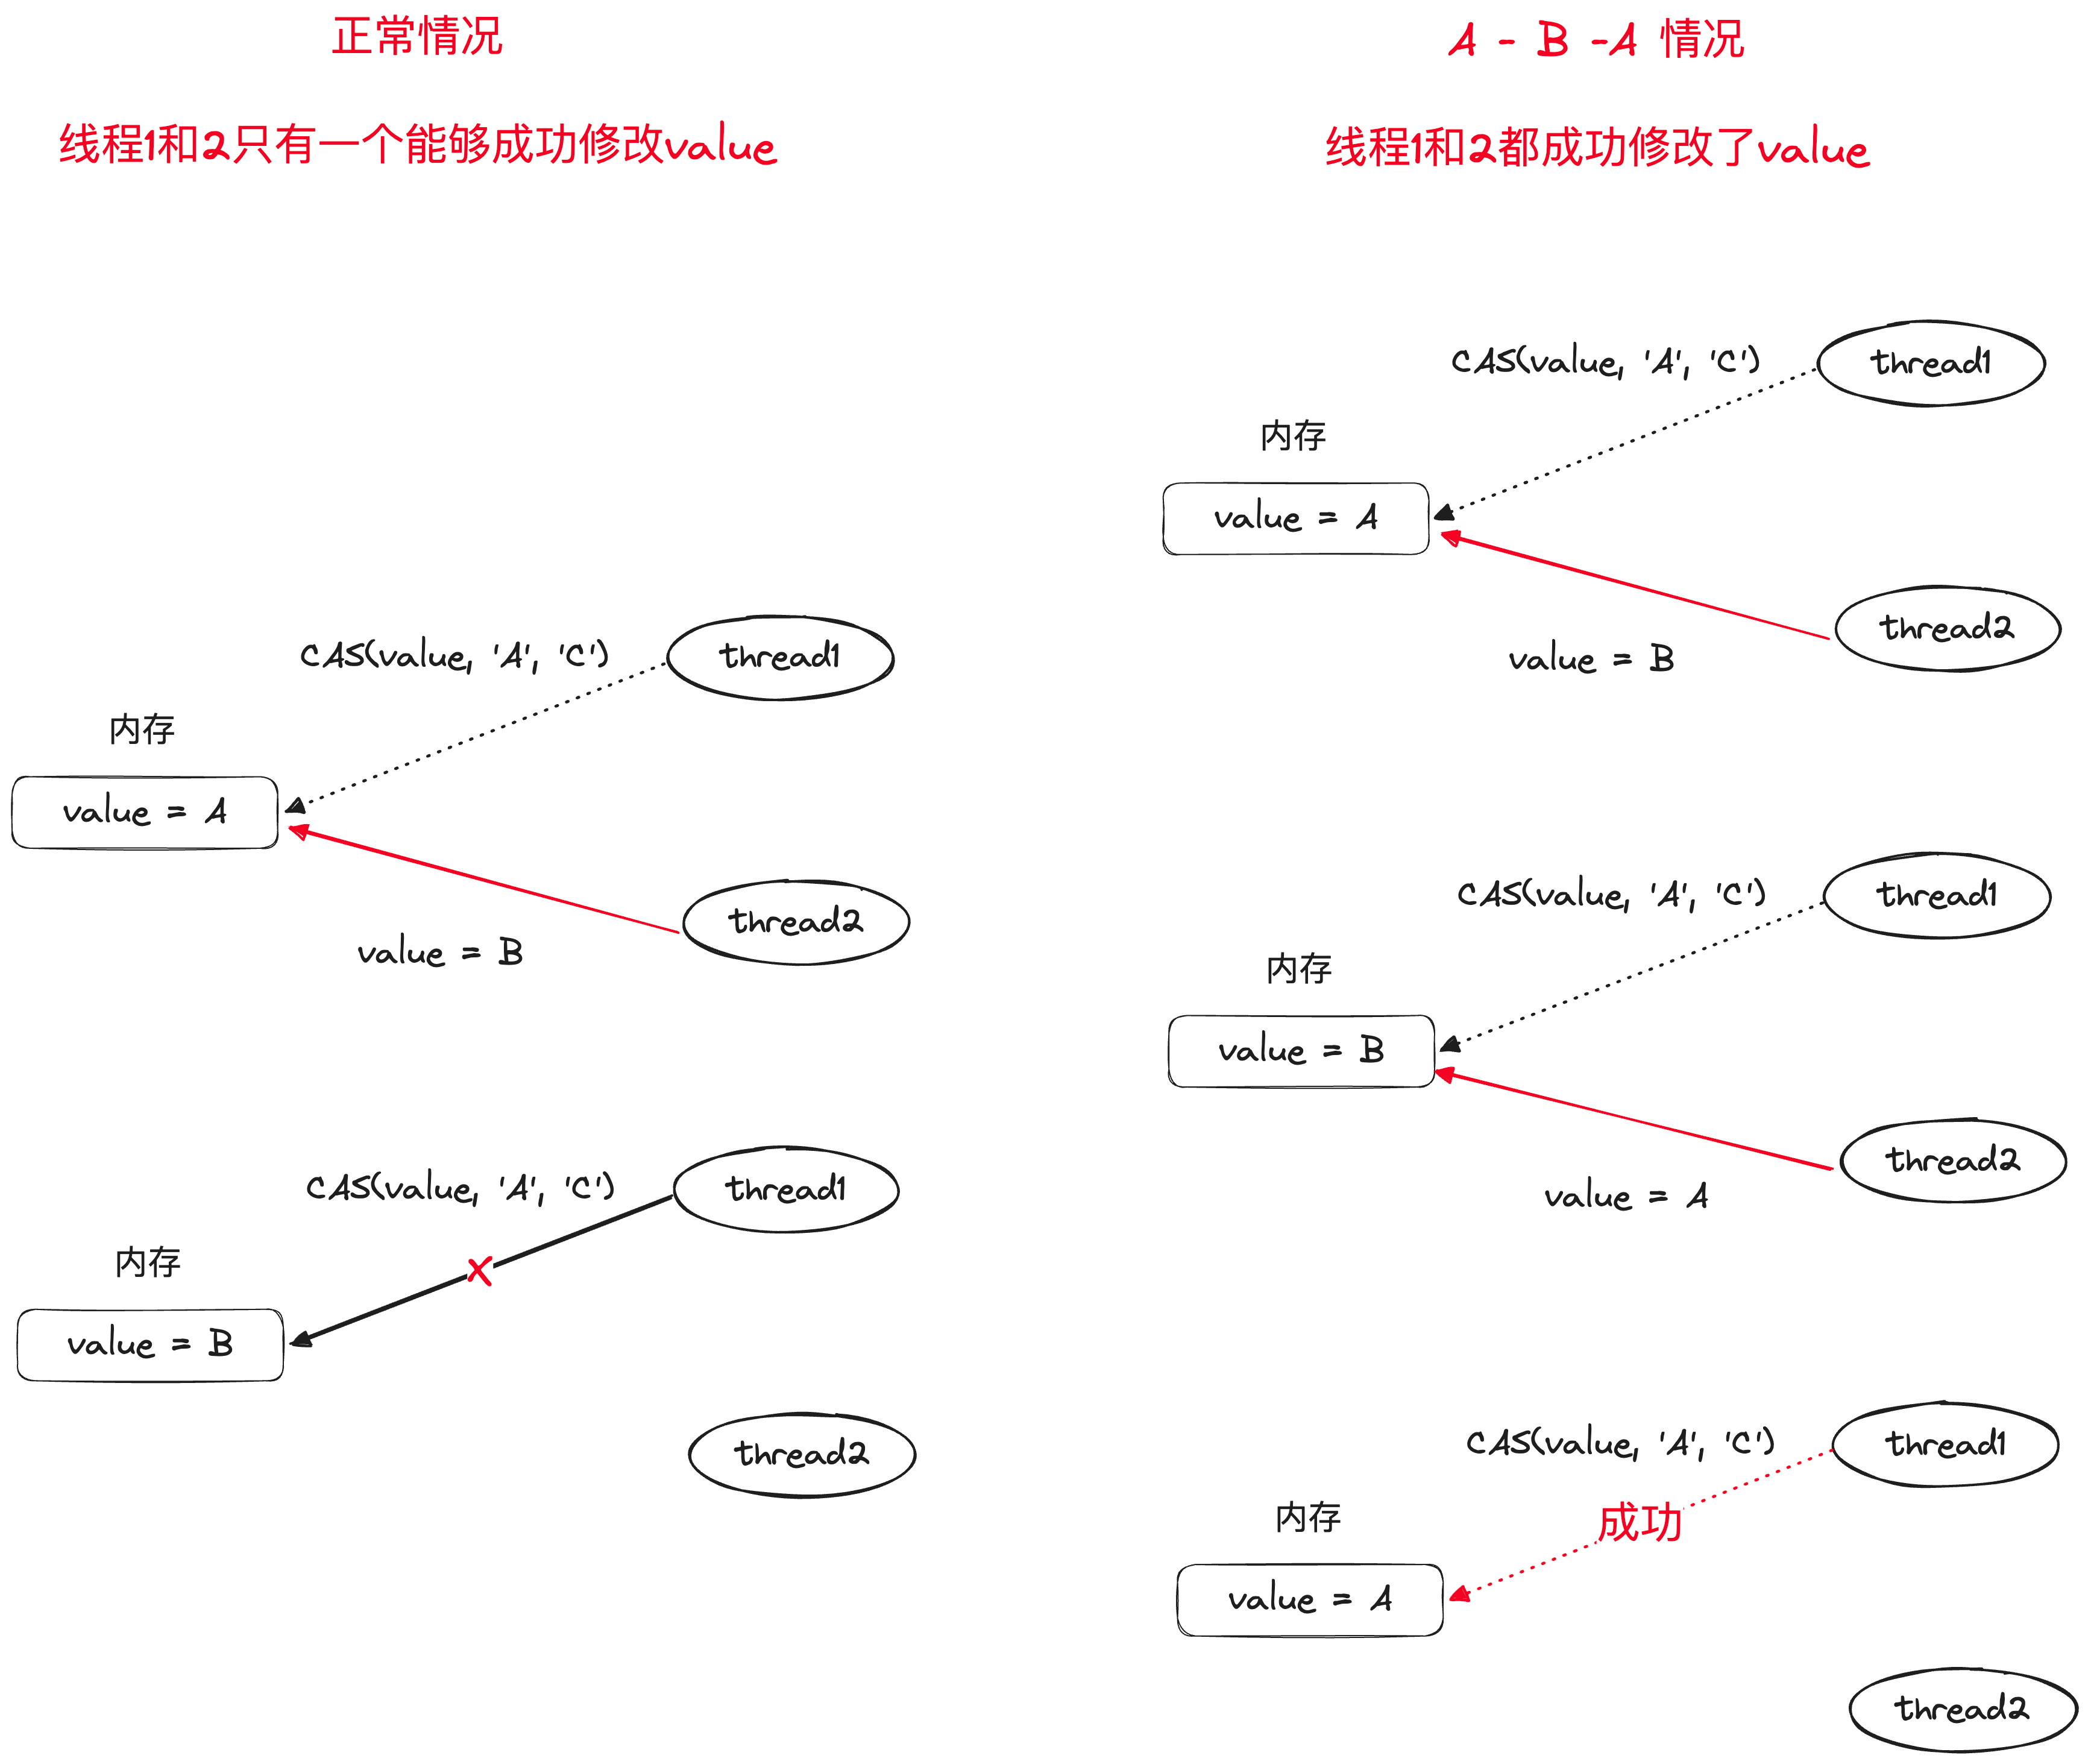 正常情况
线程1和2只有一个能够成功修改value
CAS(value, 'A', 'C')
thread1
内存
value = A
thread2
value = B
CAS(value, 'A', 'C')
thread1
内存
value = B
thread2
A - B -A 情况
线程1和2都成功修改了value
CAS(value, 'A', 'C')
thread1
内存
value = A
thread2
value = B
CAS(value, 'A', 'C')
thread1
内存
value = B
thread2
value = A
CAS(value, 'A', 'C')
thread1
成功
内存
value = A
thread2